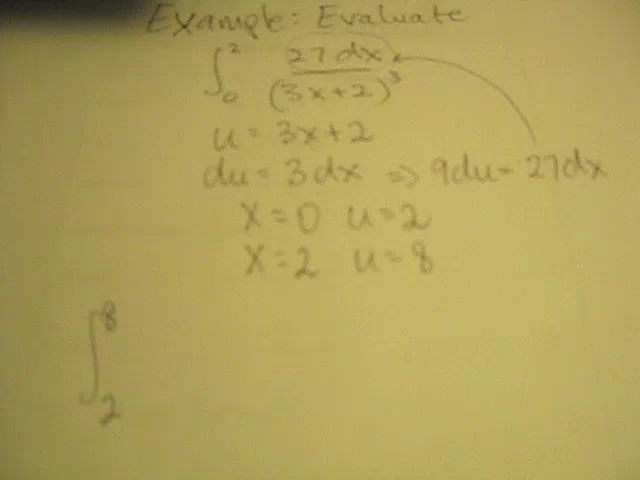 Example: Evaluate
∫₀² 27dx / (3x+2)³
u = 3x+2
du = 3dx ⇒ 9du = 27dx
x=0 u=2
x=2 u=8
∫₂⁸